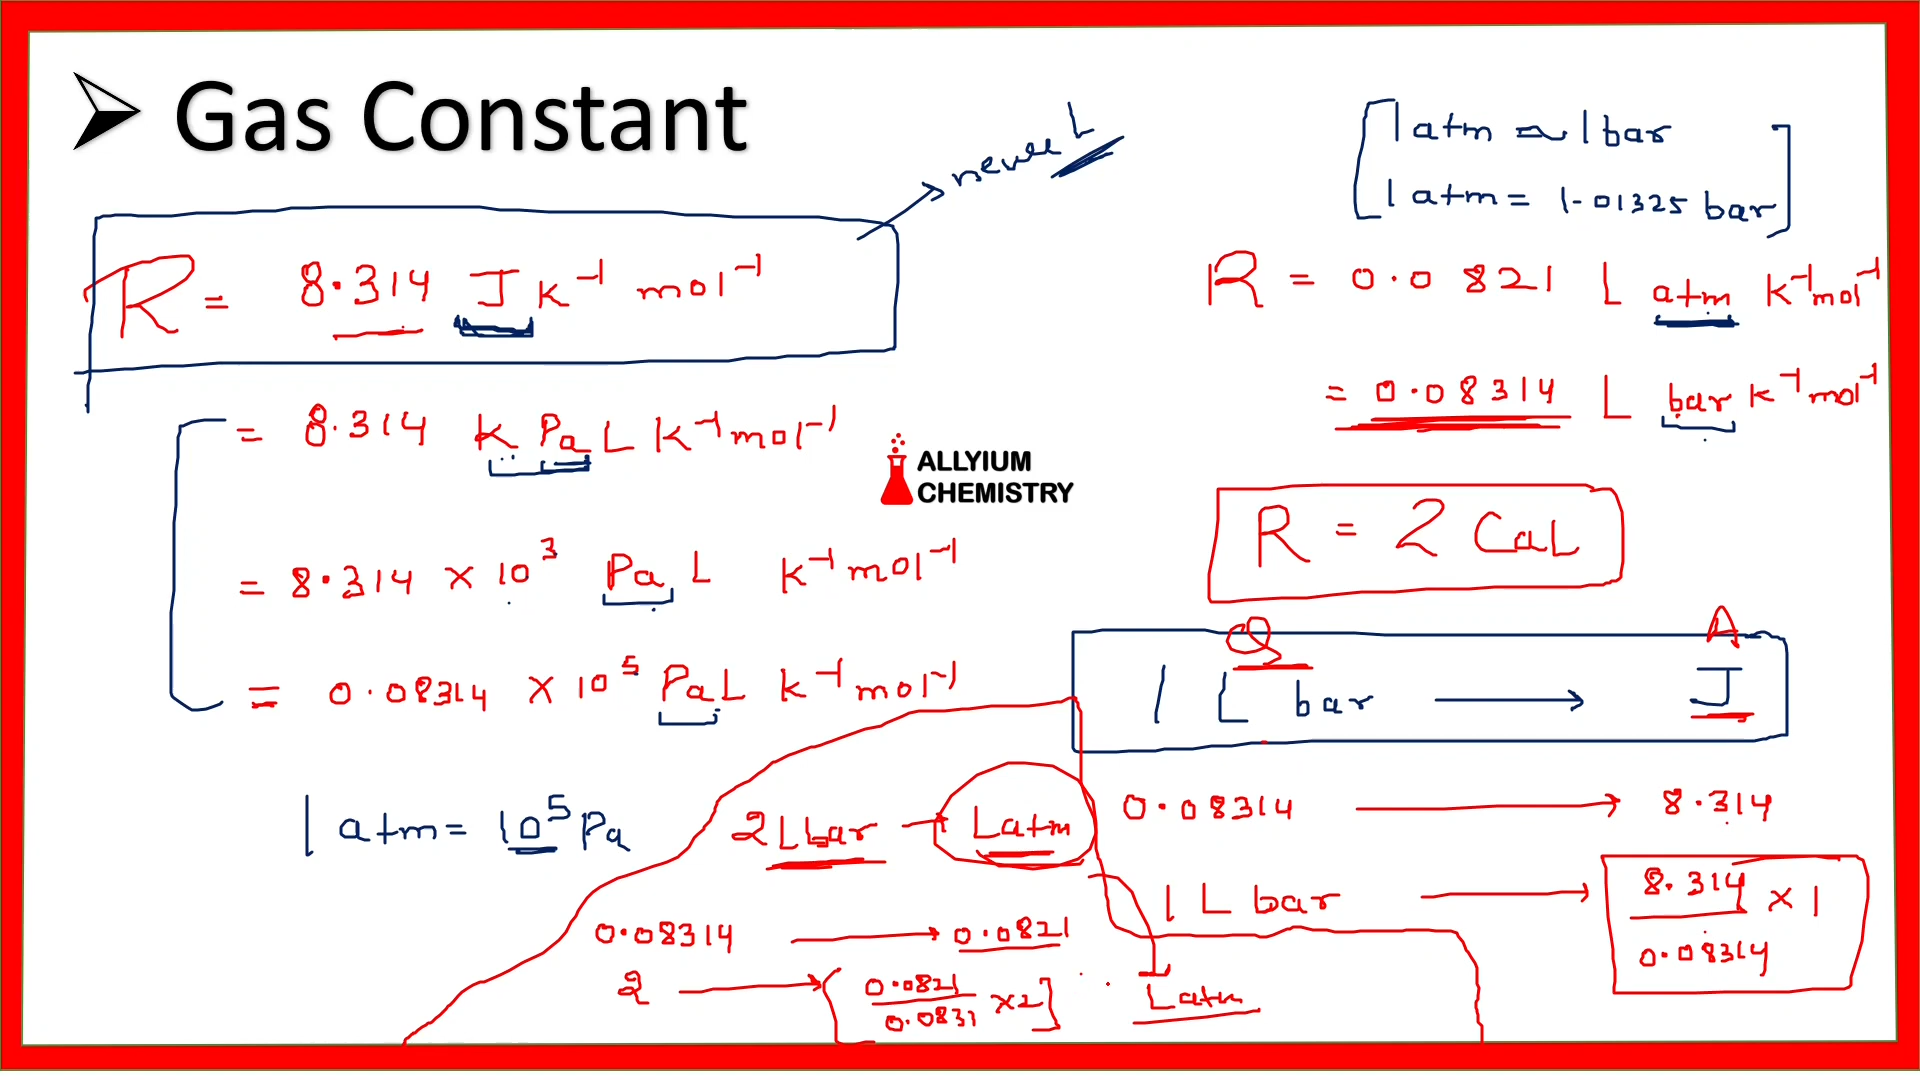 Gas Constant
never L
1 atm ≃ 1 bar
1 atm = 1.01325 bar
R = 8.314 J K⁻¹ mol⁻¹
= 8.314 K Pa L K⁻¹ mol⁻¹
= 8.314 × 10³ Pa L K⁻¹ mol⁻¹
= 0.08314 × 10⁵ Pa L K⁻¹ mol⁻¹
1 atm = 10⁵ Pa
R = 0.0821 L atm K⁻¹ mol⁻¹
= 0.08314 L bar K⁻¹ mol⁻¹
ALLYIUM
CHEMISTRY
R = 2 CaL
Q A
1 L bar → J
0.08314 → 8.314
1 L bar → 8.314/0.08314 × 1
2 L bar → L atm
0.08314 → 0.0821
2 → [0.0821/0.0831 × 2] L atm